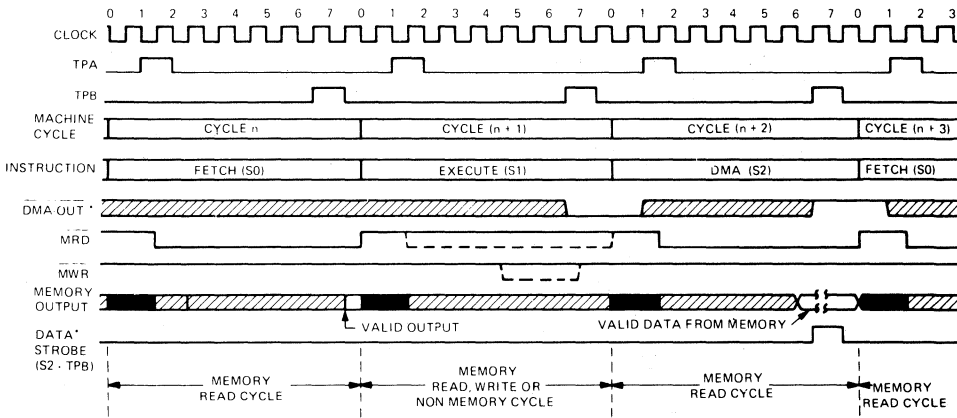 0 1 2 3 4 5 6 7 0 1 2 3 4 5 6 7 0 1 2 3 4 5 6 7 0 1 2 3
CLOCK
TPA
TPB
MACHINE CYCLE
CYCLE n
CYCLE (n + 1)
CYCLE (n + 2)
CYCLE (n + 3)
INSTRUCTION
FETCH (S0)
EXECUTE (S1)
DMA (S2)
FETCH (S0)
DMA-OUT *
MRD
MWR
MEMORY OUTPUT
VALID OUTPUT
VALID DATA FROM MEMORY
DATA*
STROBE
(S2 · TPB)
MEMORY
READ CYCLE
MEMORY
READ, WRITE OR
NON MEMORY CYCLE
MEMORY
READ CYCLE
MEMORY
READ CYCLE